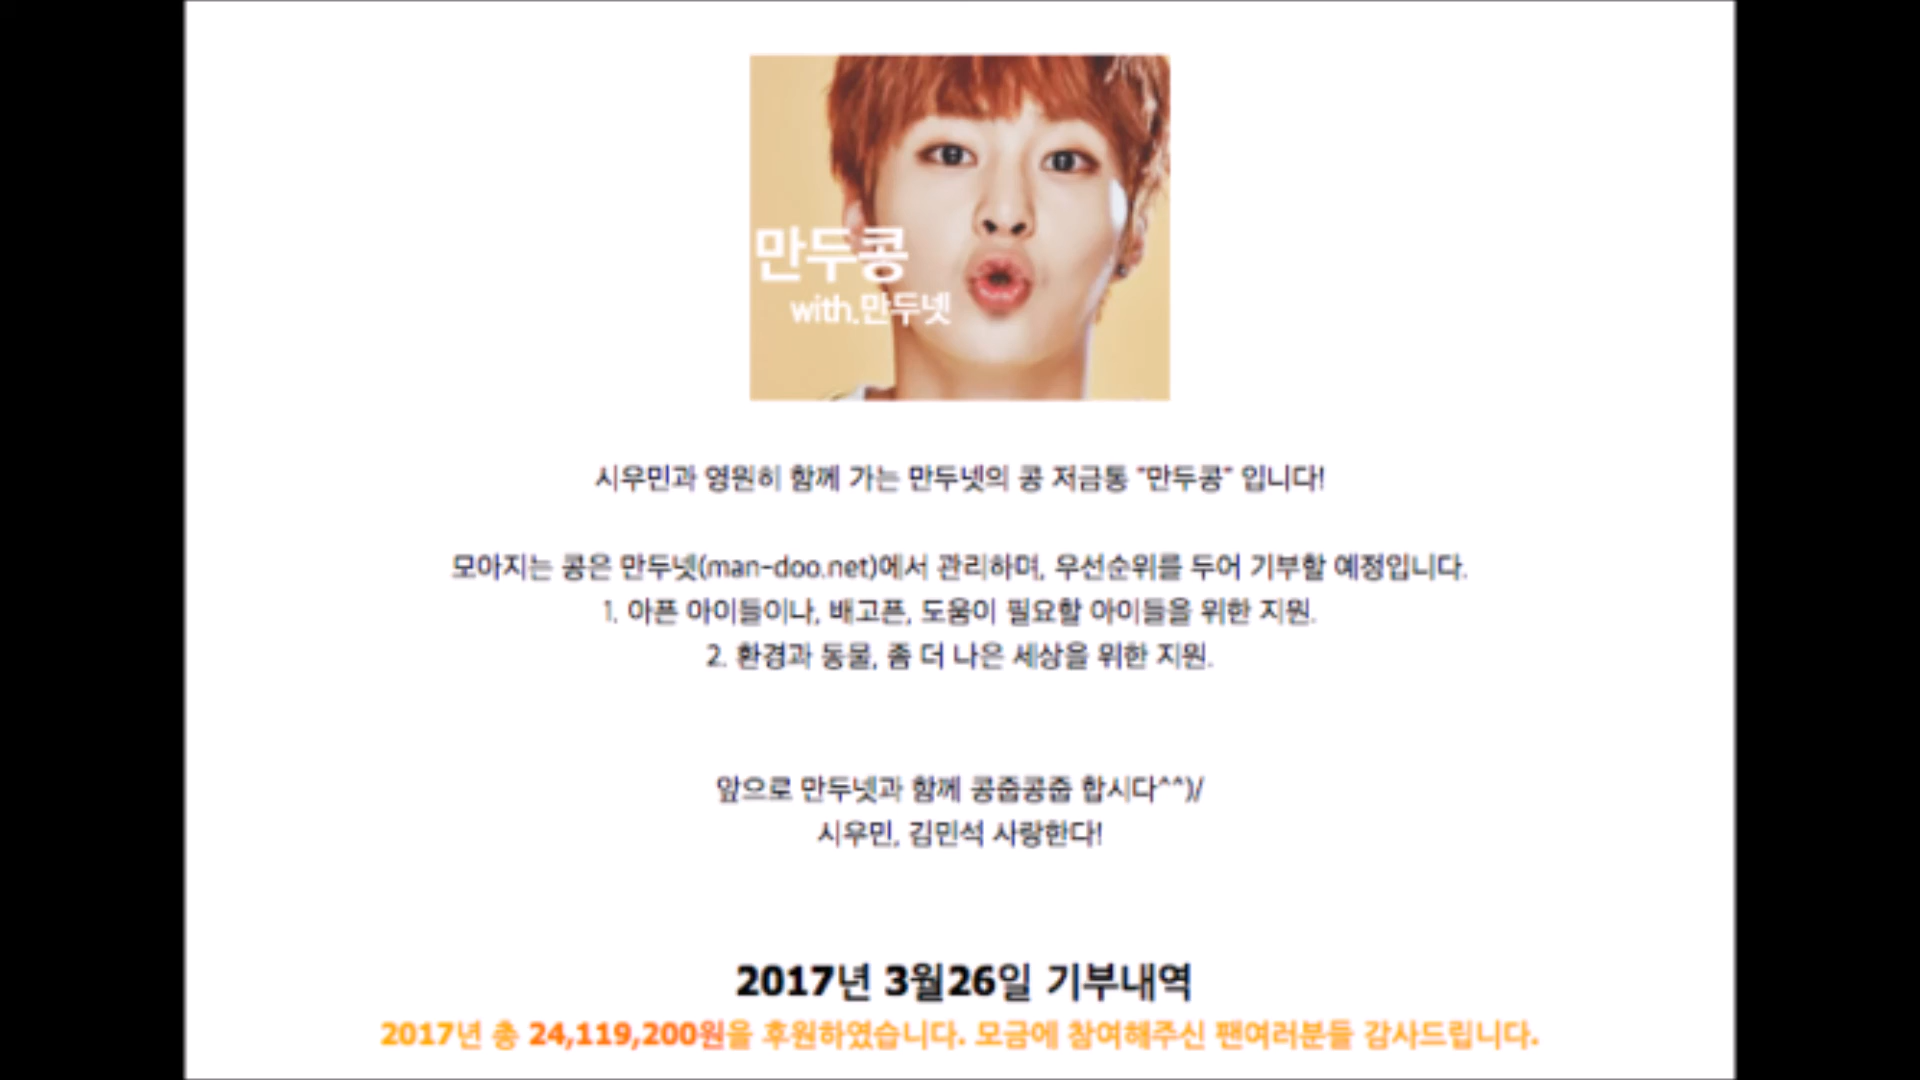 만두콩
with.만두넷
시우민과 영원히 함께 가는 만두넷의 콩 저금통 "만두콩" 입니다!
모아지는 콩은 만두넷(man-doo.net)에서 관리하며, 우선순위를 두어 기부할 예정입니다.
1. 아픈 아이들이나, 배고픈, 도움이 필요할 아이들을 위한 지원.
2. 환경과 동물, 좀 더 나은 세상을 위한 지원.
앞으로 만두넷과 함께 콩줍콩줍 합시다^^)/
시우민, 김민석 사랑한다!
2017년 3월26일 기부내역
2017년 총 24,119,200원을 후원하였습니다. 모금에 참여해주신 팬여러분들 감사드립니다.